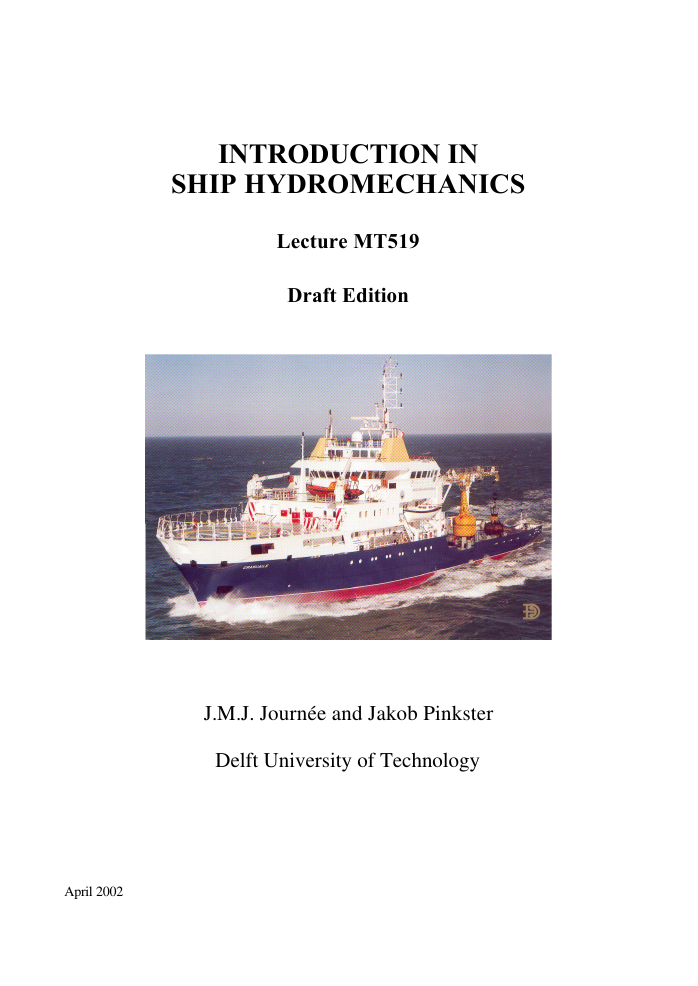 INTRODUCTION IN
SHIP HYDROMECHANICS
Lecture MT519
Draft Edition
J.M.J. Journée and Jakob Pinkster
Delft University of Technology
April 2002